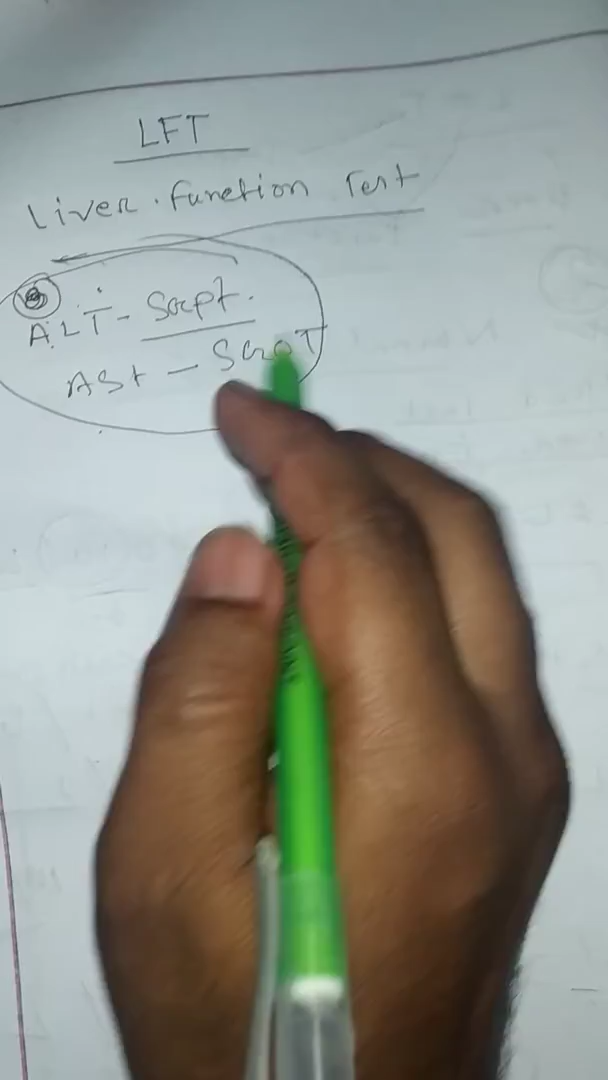 LFT
Liver. Function Test
ALT - SGPT.
AST - SGOT